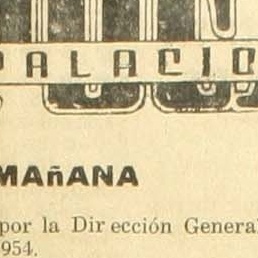 PALACIO
MAñANA
por la Dir ección General
954.